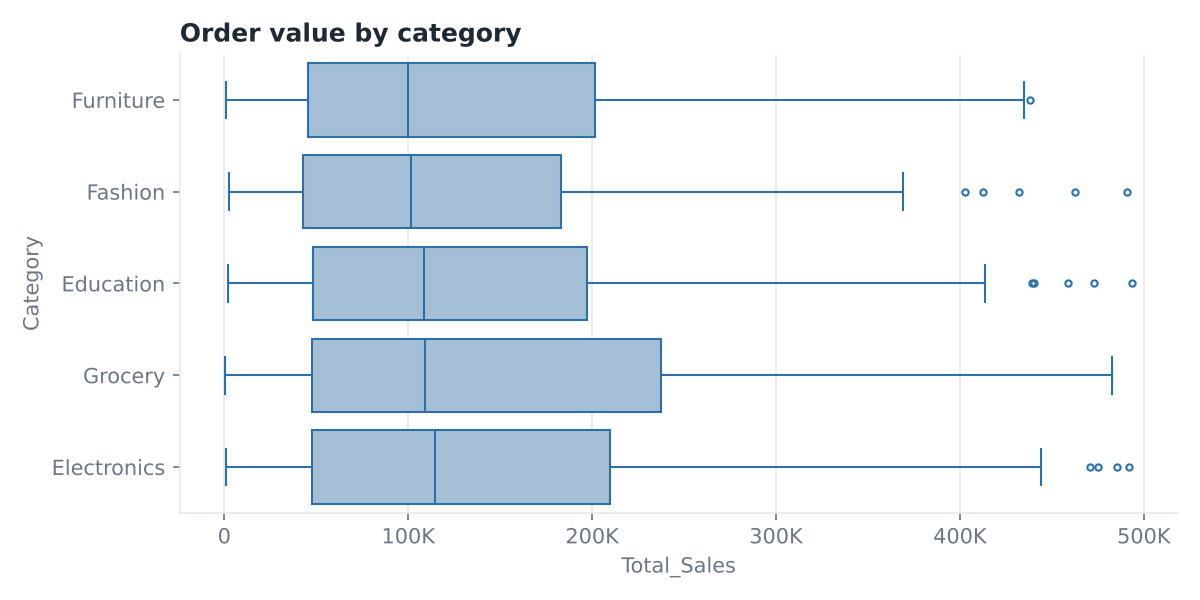 Order value by category
Category
Furniture
Fashion
Education
Grocery
Electronics
0 100K 200K 300K 400K 500K
Total_Sales